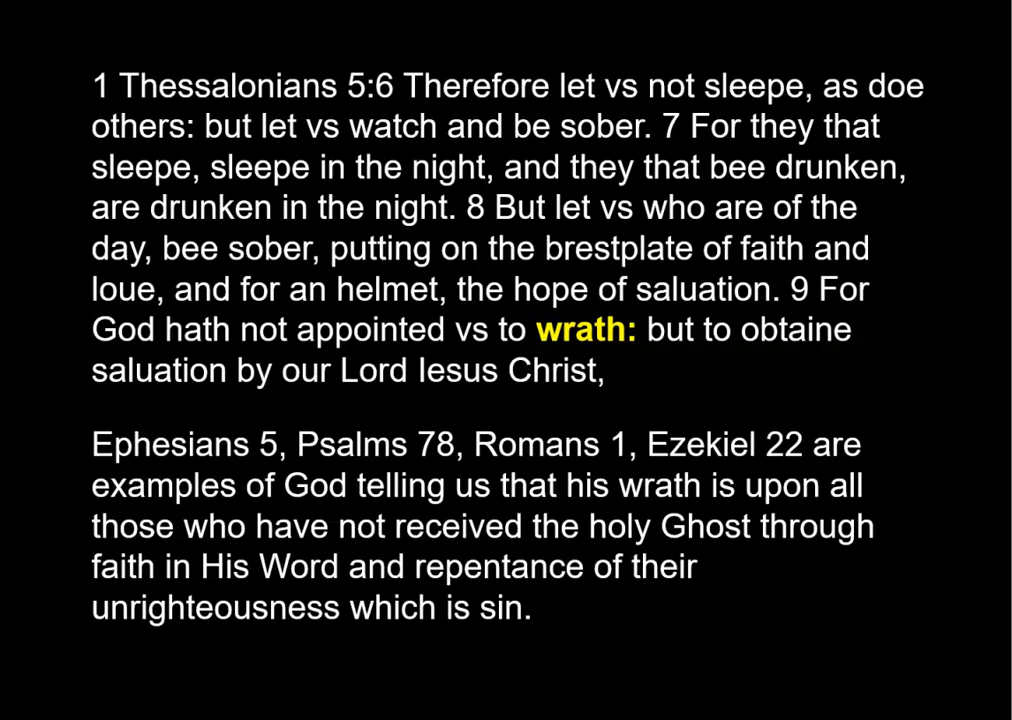 1 Thessalonians 5:6 Therefore let vs not sleepe, as doe
others: but let vs watch and be sober. 7 For they that
sleepe, sleepe in the night, and they that bee drunken,
are drunken in the night. 8 But let vs who are of the
day, bee sober, putting on the brestplate of faith and
loue, and for an helmet, the hope of saluation. 9 For
God hath not appointed vs to wrath: but to obtaine
saluation by our Lord Iesus Christ,
Ephesians 5, Psalms 78, Romans 1, Ezekiel 22 are
examples of God telling us that his wrath is upon all
those who have not received the holy Ghost through
faith in His Word and repentance of their
unrighteousness which is sin.